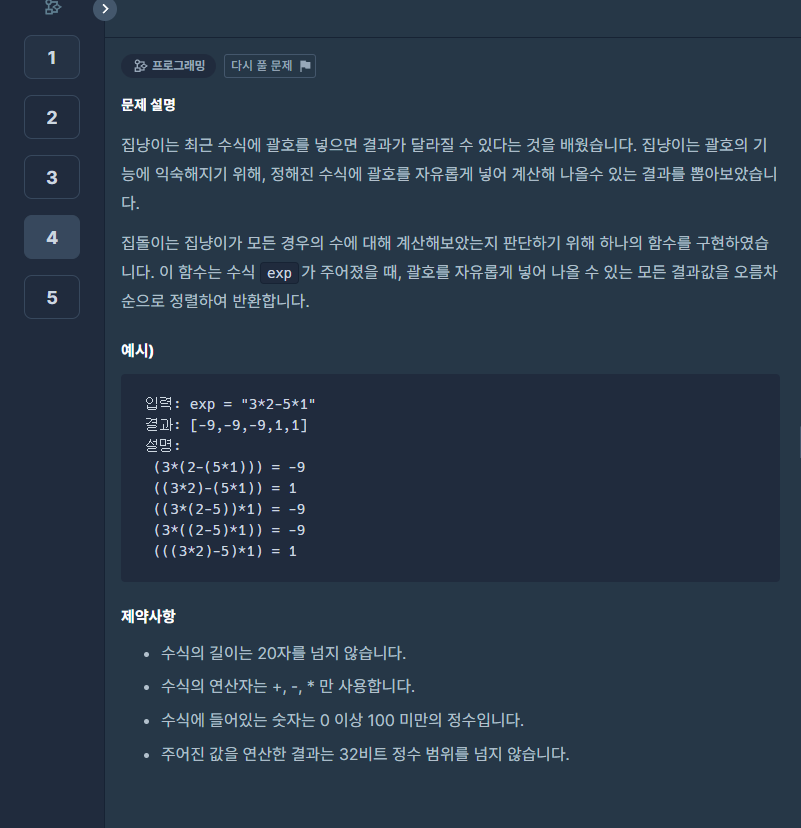 1
2
3
4
5
프로그래밍 다시 풀 문제
문제 설명
집냥이는 최근 수식에 괄호를 넣으면 결과가 달라질 수 있다는 것을 배웠습니다. 집냥이는 괄호의 기
능에 익숙해지기 위해, 정해진 수식에 괄호를 자유롭게 넣어 계산해 나올수 있는 결과를 뽑아보았습니
다.
집돌이는 집냥이가 모든 경우의 수에 대해 계산해보았는지 판단하기 위해 하나의 함수를 구현하였습
니다. 이 함수는 수식 exp 가 주어졌을 때, 괄호를 자유롭게 넣어 나올 수 있는 모든 결과값을 오름차
순으로 정렬하여 반환합니다.
예시)
입력: exp = "3*2-5*1"
결과: [-9,-9,-9,1,1]
설명:
(3*(2-(5*1))) = -9
((3*2)-(5*1)) = 1
((3*(2-5))*1) = -9
(3*((2-5)*1)) = -9
(((3*2)-5)*1) = 1
제약사항
• 수식의 길이는 20자를 넘지 않습니다.
• 수식의 연산자는 +, -, * 만 사용합니다.
• 수식에 들어있는 숫자는 0 이상 100 미만의 정수입니다.
• 주어진 값을 연산한 결과는 32비트 정수 범위를 넘지 않습니다.